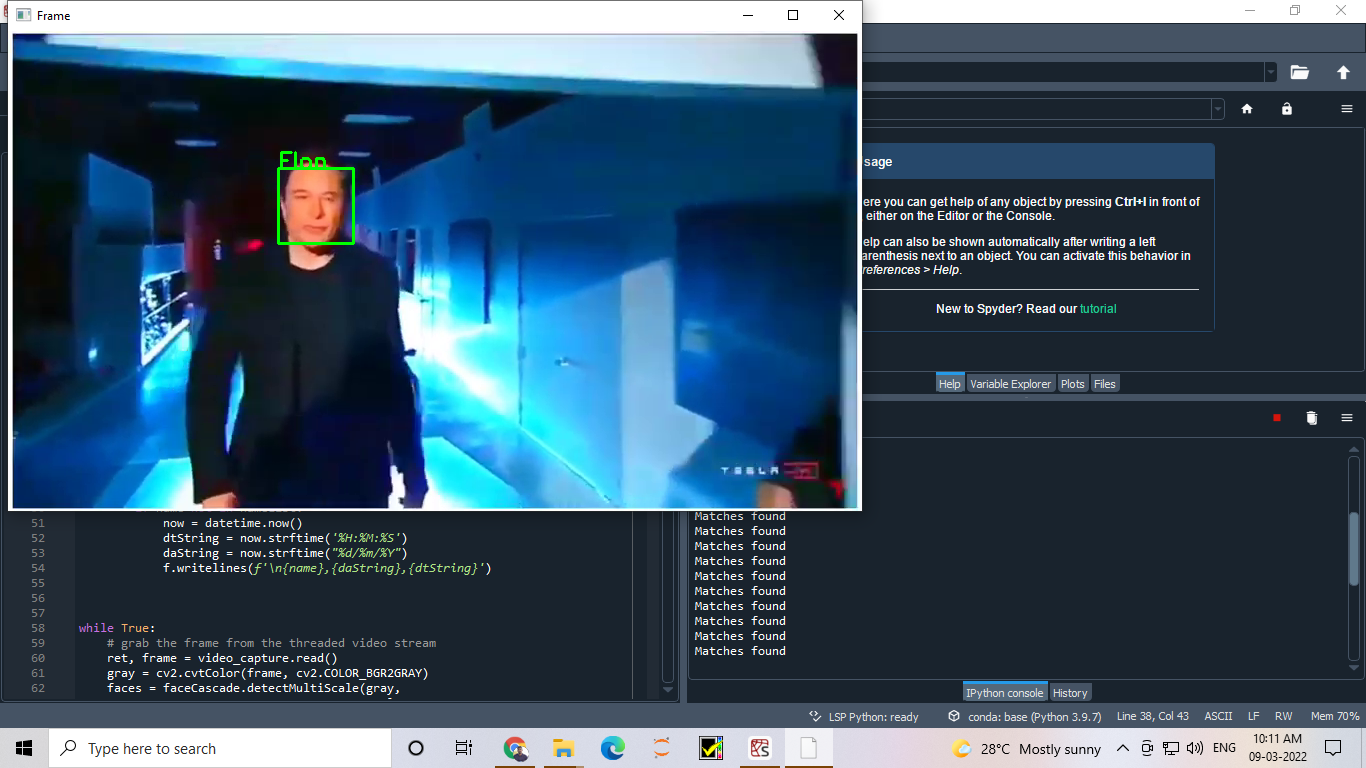 Frame
Elon
TESLA
sage
ere you can get help of any object by pressing Ctrl+I in front of
either on the Editor or the Console.
elp can also be shown automatically after writing a left
arenthesis next to an object. You can activate this behavior in
references > Help.
New to Spyder? Read our tutorial
Help
Variable Explorer
Plots
Files
51 now = datetime.now()
52 dtString = now.strftime('%H:%M:%S')
53 daString = now.strftime("%d/%m/%Y")
54 f.writelines(f'\n{name},{daString},{dtString}')
55
56
57
58 while True:
59 # grab the frame from the threaded video stream
60 ret, frame = video_capture.read()
61 gray = cv2.cvtColor(frame, cv2.COLOR_BGR2GRAY)
62 faces = faceCascade.detectMultiScale(gray,
Matches found
Matches found
Matches found
Matches found
Matches found
Matches found
Matches found
Matches found
Matches found
Matches found
IPython console
History
LSP Python: ready
conda: base (Python 3.9.7)
Line 38, Col 43
ASCII
LF
RW
Mem 70%
Type here to search
28°C Mostly sunny
ENG
10:11 AM
09-03-2022